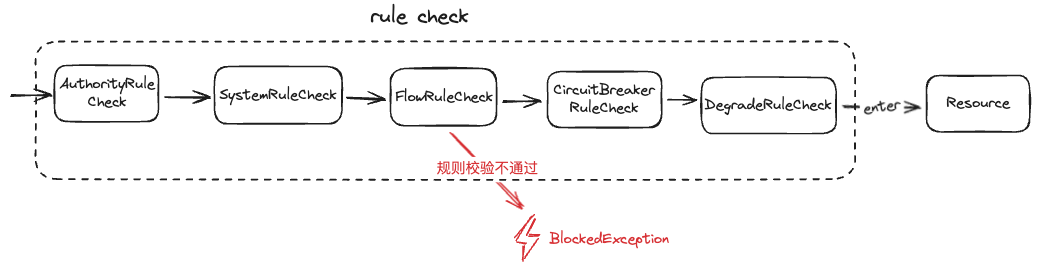 rule check
AuthorityRule
Check
SystemRuleCheck
FlowRuleCheck
CircuitBreaker
RuleCheck
DegradeRuleCheck
enter
Resource
规则校验不通过
BlockedException